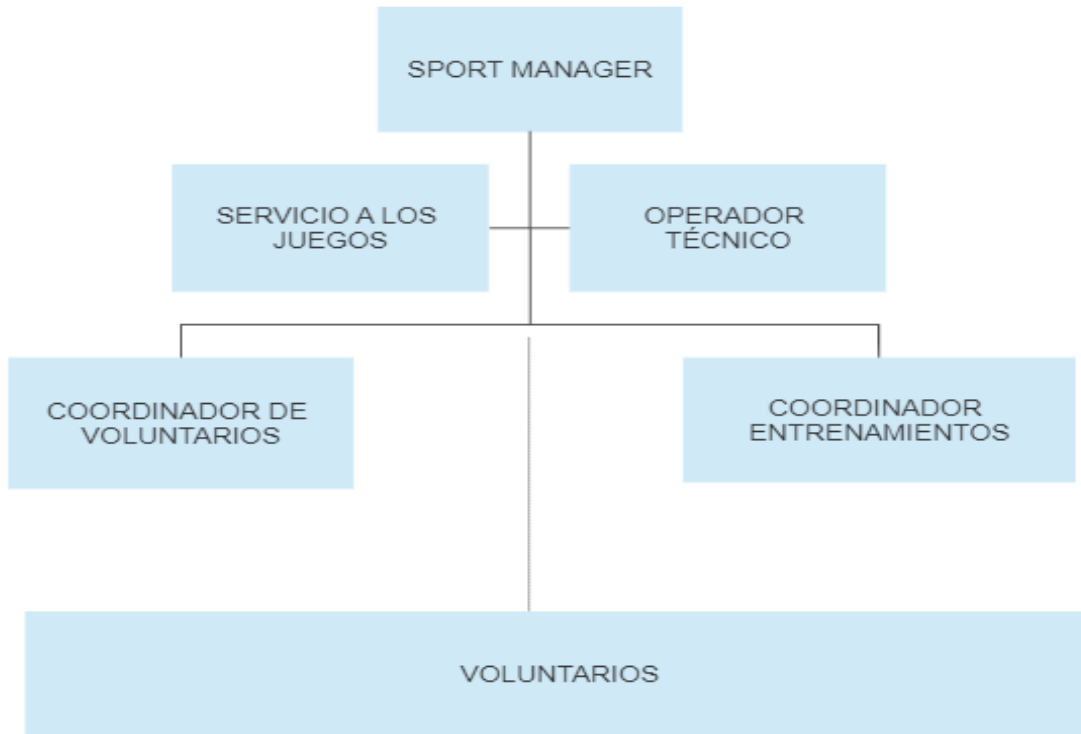 SPORT MANAGER
SERVICIO A LOS
JUEGOS
OPERADOR
TÉCNICO
COORDINADOR DE
VOLUNTARIOS
COORDINADOR
ENTRENAMIENTOS
VOLUNTARIOS